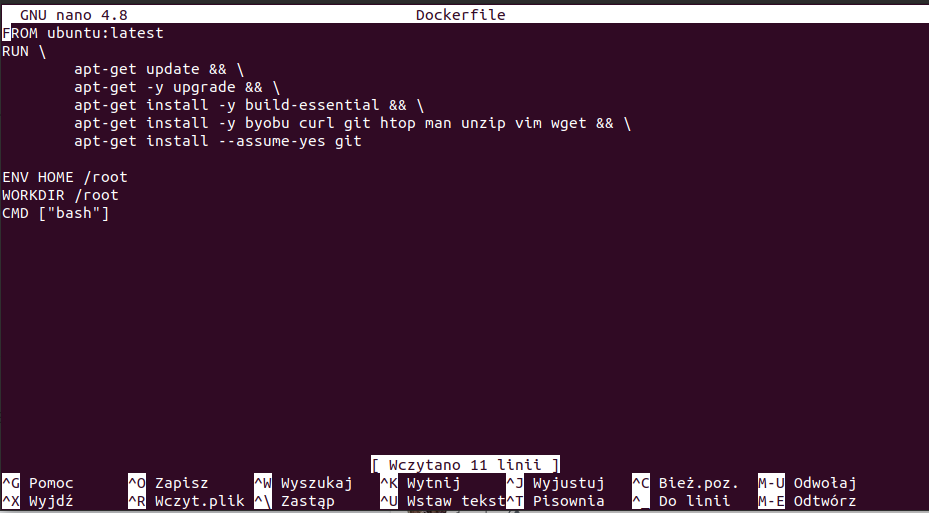 GNU nano 4.8 Dockerfile
FROM ubuntu:latest
RUN \
apt-get update && \
apt-get -y upgrade && \
apt-get install -y build-essential && \
apt-get install -y byobu curl git htop man unzip vim wget && \
apt-get install --assume-yes git
ENV HOME /root
WORKDIR /root
CMD ["bash"]
[ Wczytano 11 linii ]
^G Pomoc ^O Zapisz ^W Wyszukaj ^K Wytnij ^J Wyjustuj ^C Bież.poz. M-U Odwołaj
^X Wyjdź ^R Wczyt.plik ^\ Zastąp ^U Wstaw tekst ^T Pisownia ^_ Do linii M-E Odtwórz